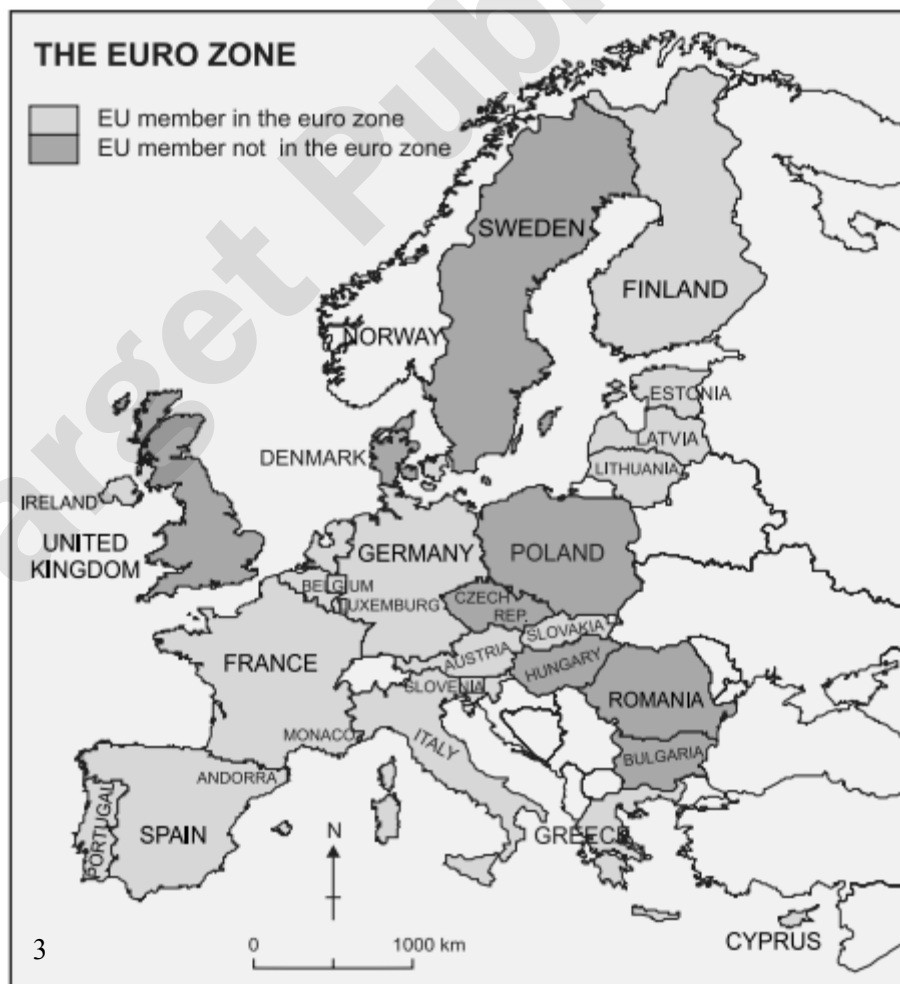 THE EURO ZONE
EU member in the euro zone
EU member not in the euro zone
SWEDEN
FINLAND
NORWAY
ESTONIA
LATVIA
DENMARK
LITHUANIA
IRELAND
UNITED
KINGDOM
GERMANY
POLAND
BELGIUM
LUXEMBURG
CZECH
REP.
SLOVAKIA
AUSTRIA
FRANCE
HUNGARY
SLOVENIA
ROMANIA
MONACO
ITALY
BULGARIA
ANDORRA
PORTUGAL
SPAIN
N
GREECE
CYPRUS
0 1000 km
3
arget Publi